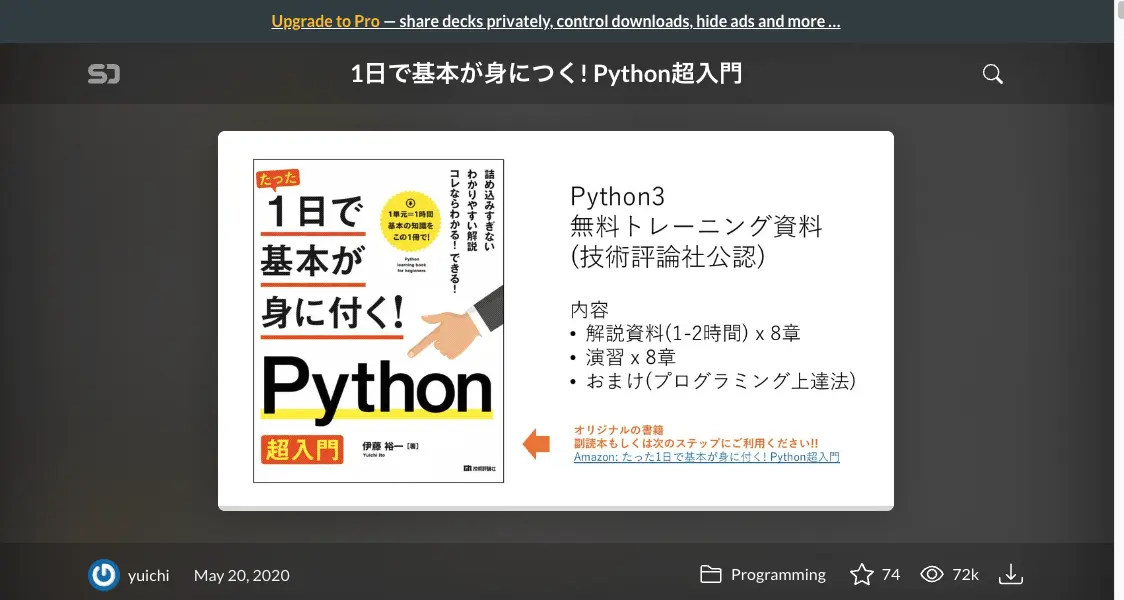 Upgrade to Pro — share decks privately, control downloads, hide ads and more …
SD
1日で基本が身につく! Python超入門
たった
1日で
基本が
身に付く!
Python
超入門
1単元=1時間
基本の知識を
この1冊で!
Python
learning book
for beginners
詰め込みすぎない
わかりやすい解説
コレならわかる! できる!
伊藤 裕一 [著]
Yuichi Ito
技術評論社
Python3
無料トレーニング資料
(技術評論社公認)
内容
• 解説資料(1-2時間) x 8章
• 演習 x 8章
• おまけ(プログラミング上達法)
オリジナルの書籍
副読本もしくは次のステップにご利用ください!!
Amazon: たった1日で基本が身に付く! Python超入門
yuichi
May 20, 2020
Programming
74
72k